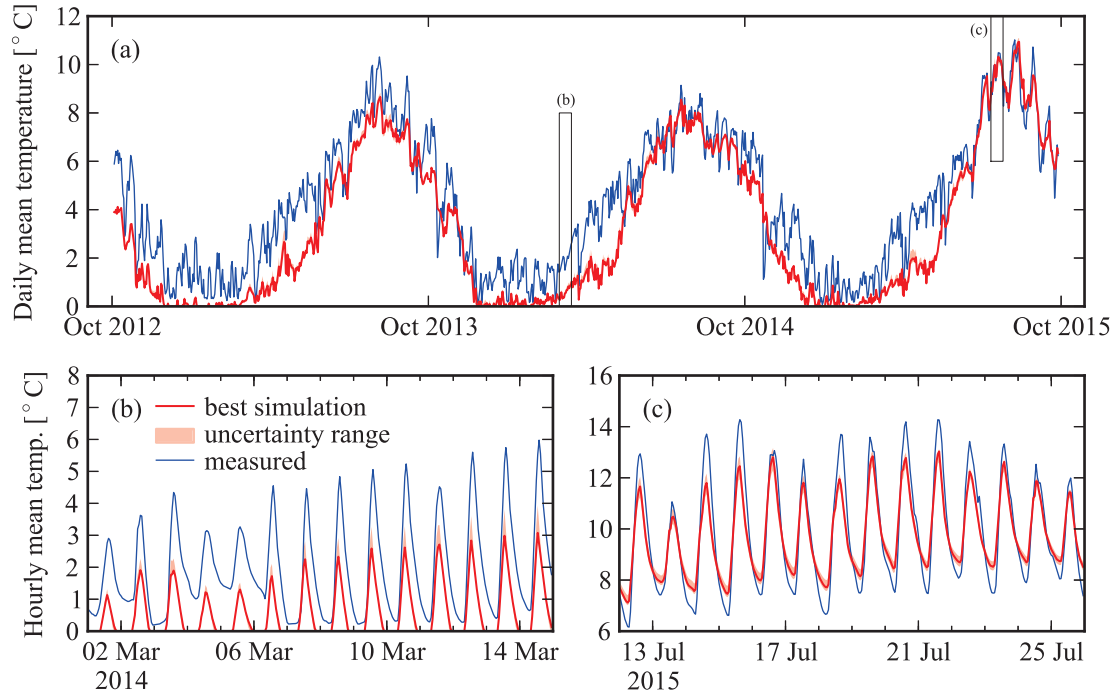 Daily mean temperature [°C]
12
10
8
6
4
2
0
(a)
(b)
(c)
Oct 2012
Oct 2013
Oct 2014
Oct 2015
Hourly mean temp. [°C]
8
7
6
5
4
3
2
1
0
(b)
best simulation
uncertainty range
measured
02 Mar
06 Mar
10 Mar
14 Mar
2014
16
14
12
10
8
6
(c)
13 Jul
17 Jul
21 Jul
25 Jul
2015